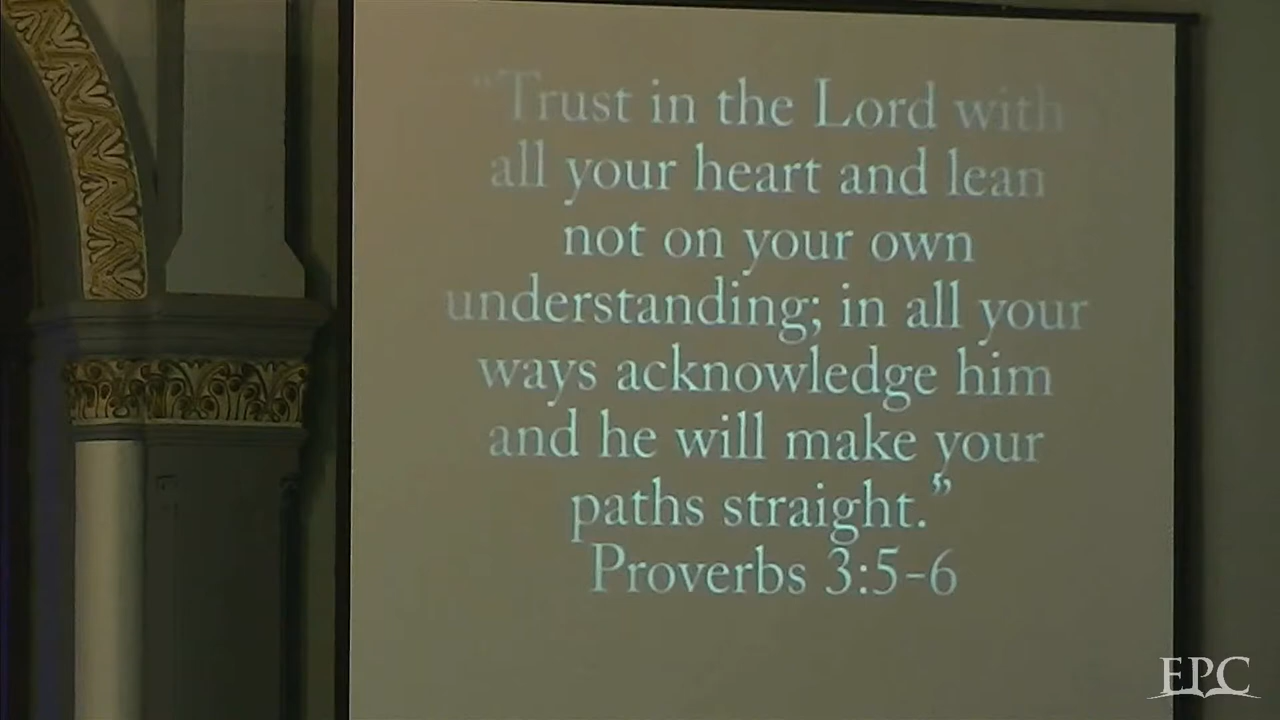 “Trust in the Lord with
all your heart and lean
not on your own
understanding; in all your
ways acknowledge him
and he will make your
paths straight.”
Proverbs 3:5-6
EPC